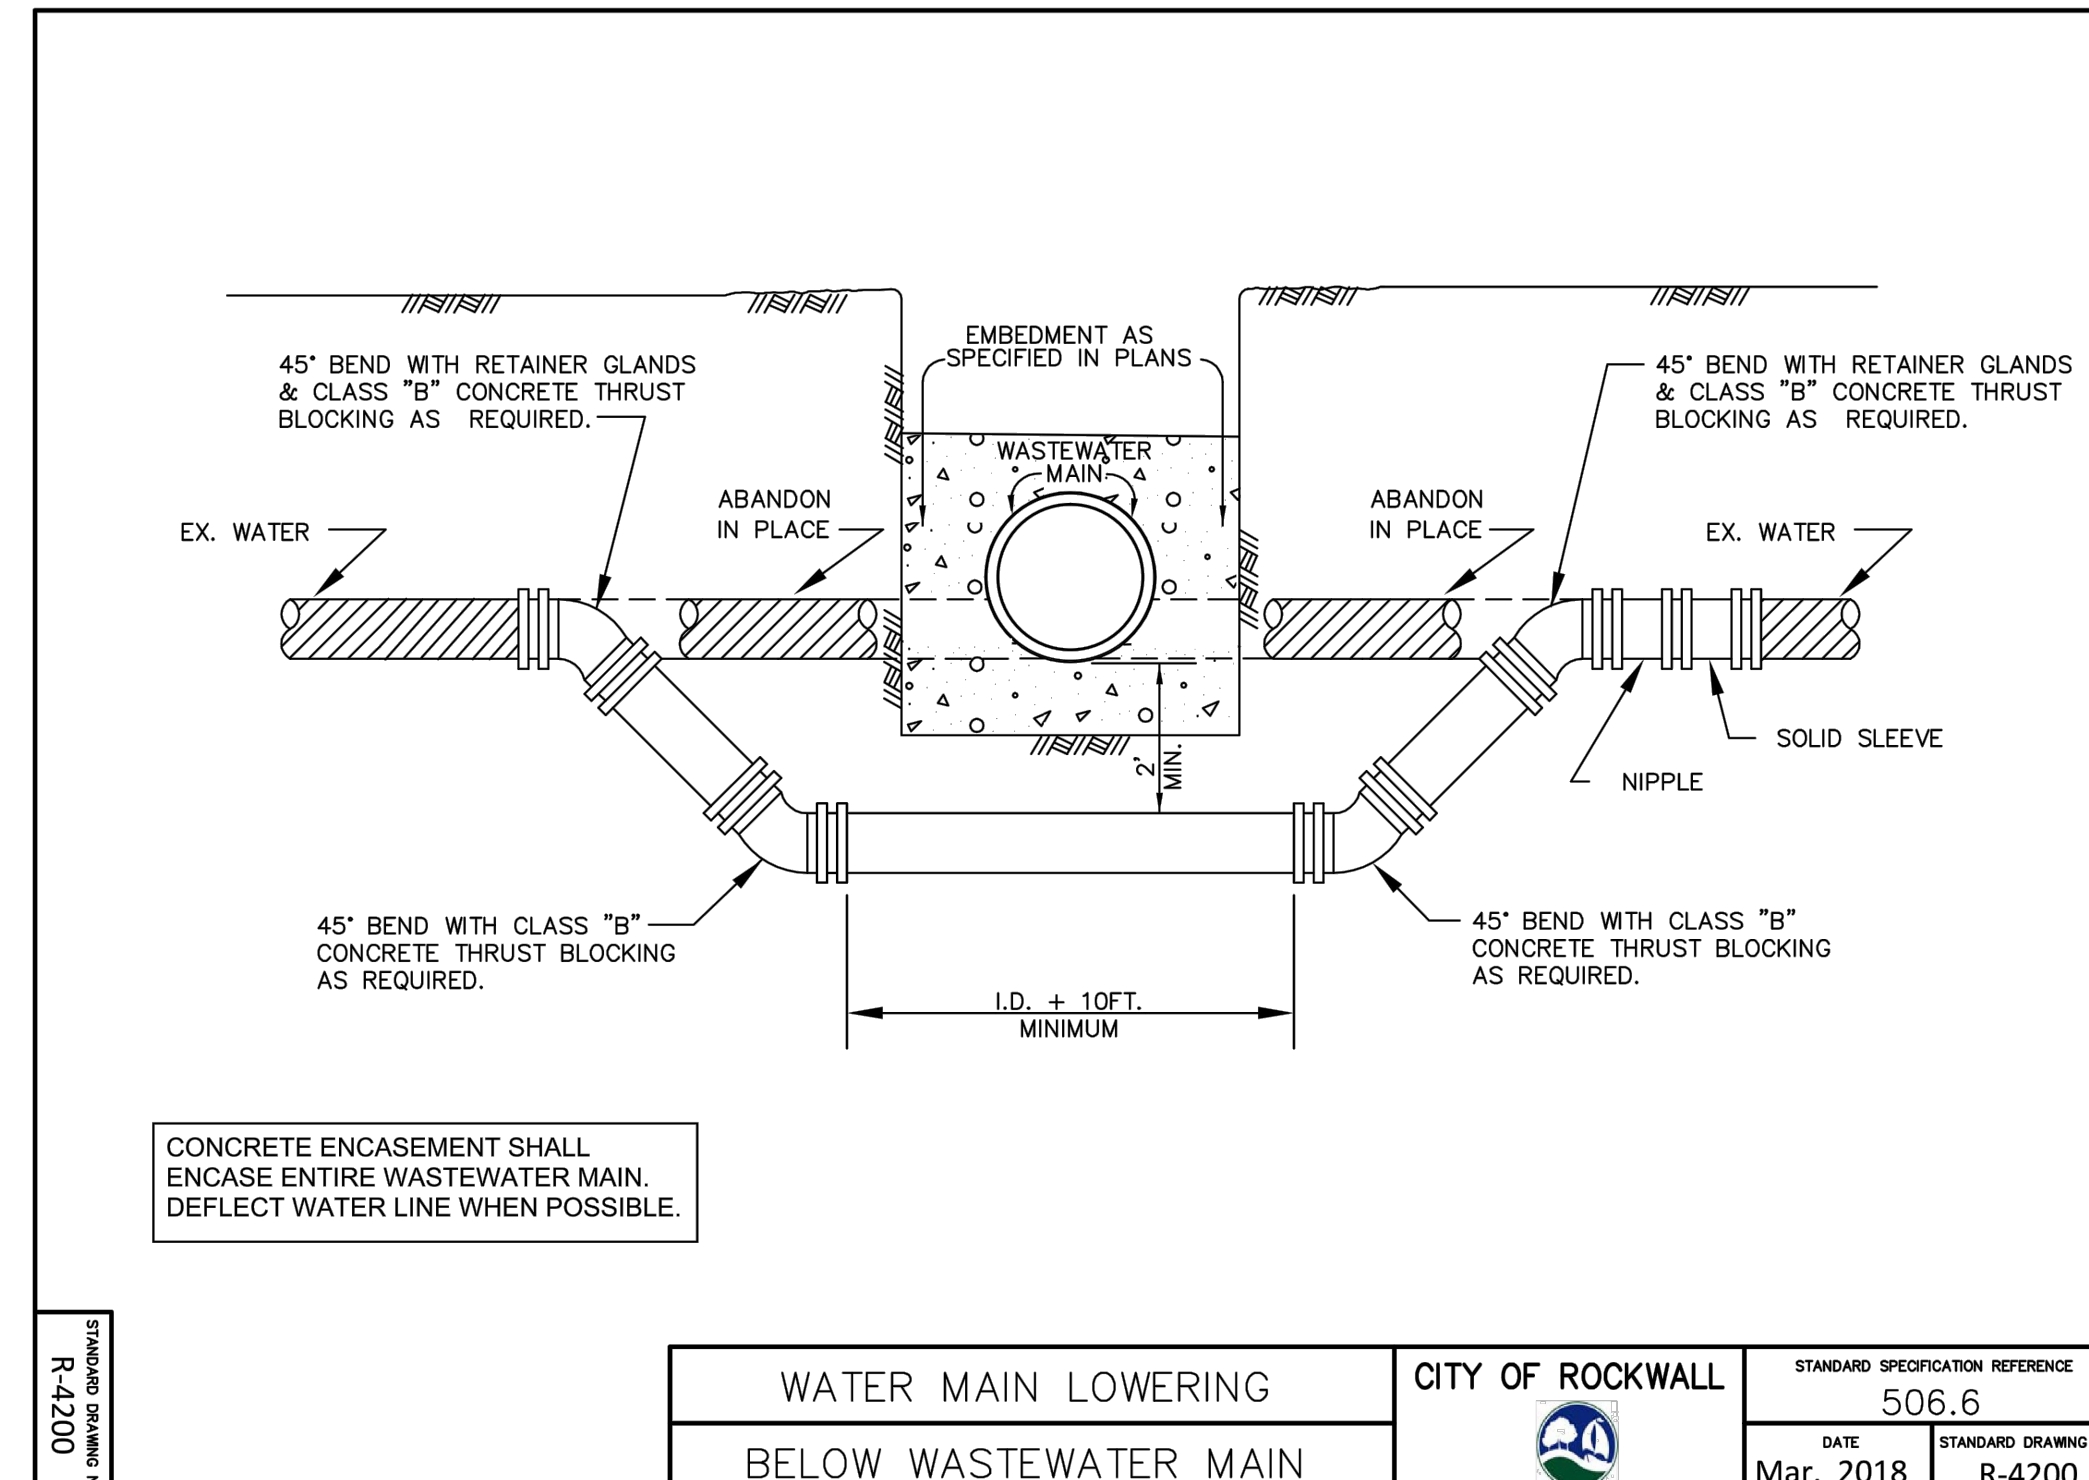 EMBEDMENT AS
SPECIFIED IN PLANS
45° BEND WITH RETAINER GLANDS
& CLASS "B" CONCRETE THRUST
BLOCKING AS REQUIRED.
45° BEND WITH RETAINER GLANDS
& CLASS "B" CONCRETE THRUST
BLOCKING AS REQUIRED.
WASTEWATER
MAIN
ABANDON
IN PLACE
ABANDON
IN PLACE
EX. WATER
EX. WATER
2'
MIN.
SOLID SLEEVE
NIPPLE
45° BEND WITH CLASS "B"
CONCRETE THRUST BLOCKING
AS REQUIRED.
45° BEND WITH CLASS "B"
CONCRETE THRUST BLOCKING
AS REQUIRED.
I.D. + 10FT.
MINIMUM
CONCRETE ENCASEMENT SHALL
ENCASE ENTIRE WASTEWATER MAIN.
DEFLECT WATER LINE WHEN POSSIBLE.
STANDARD DRAWING
R-4200
WATER MAIN LOWERING
BELOW WASTEWATER MAIN
CITY OF ROCKWALL
STANDARD SPECIFICATION REFERENCE
506.6
DATE
Mar. 2018
STANDARD DRAWING
R-4200